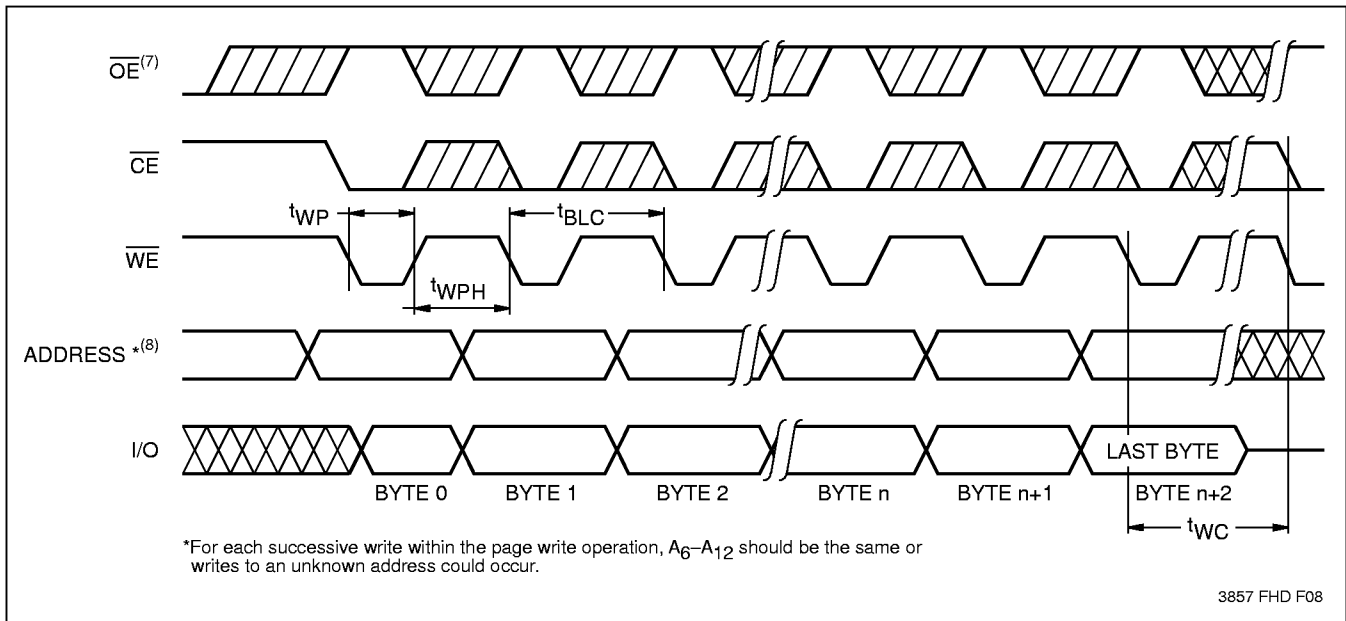 OE(7)
CE
tWP
tBLC
WE
tWPH
ADDRESS *(8)
I/O
LAST BYTE
BYTE 0 BYTE 1 BYTE 2 BYTE n BYTE n+1 BYTE n+2
tWC
*For each successive write within the page write operation, A6–A12 should be the same or
writes to an unknown address could occur.
3857 FHD F08